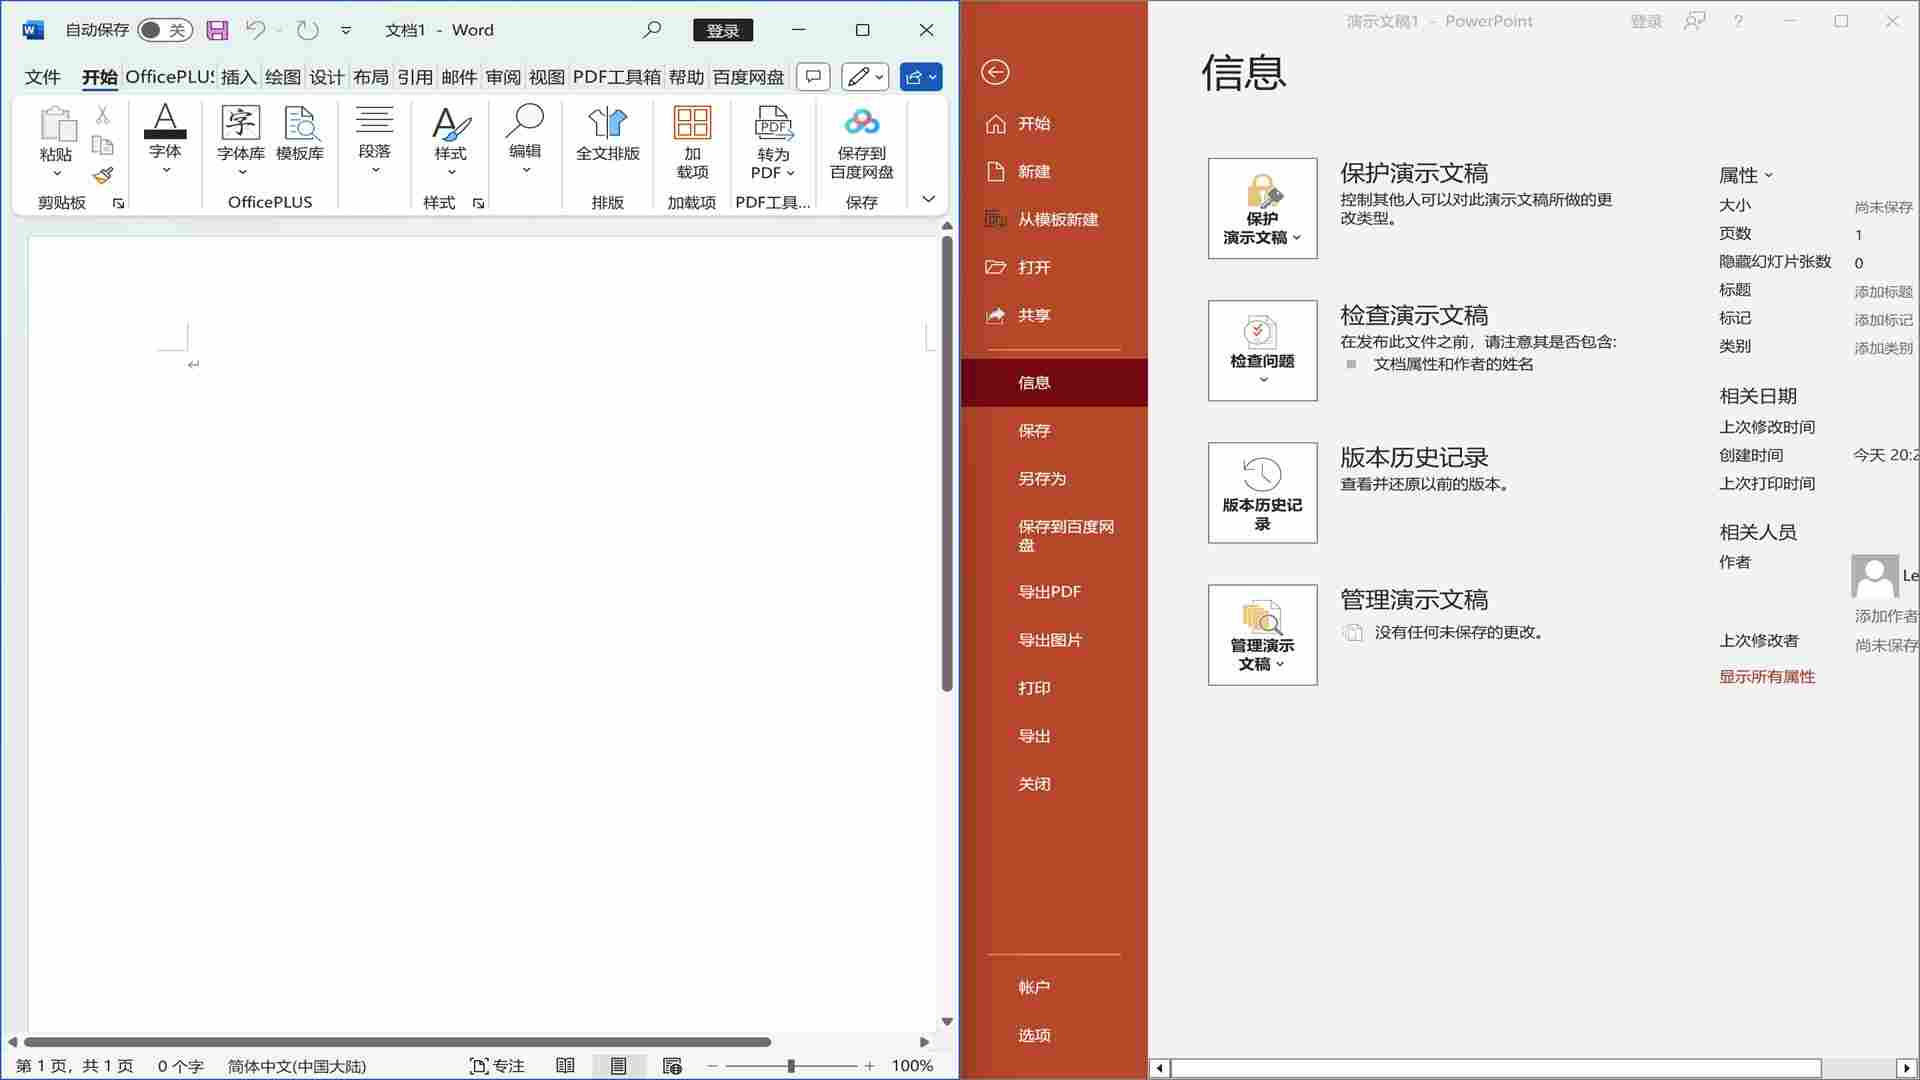 自动保存 关 文档1 - Word 登录
文件 开始 OfficePLUS 插入 绘图 设计 布局 引用 邮件 审阅 视图 PDF工具箱 帮助 百度网盘
粘贴
字体
字体库
模板库
段落
样式
编辑
全文排版
加
载项
转为
PDF
保存到
百度网盘
剪贴板 OfficePLUS 样式 排版 加载项 PDF工具... 保存
第 1 页，共 1 页 0 个字 简体中文(中国大陆) 专注 100%
演示文稿1 - PowerPoint 登录 ?
开始
新建
从模板新建
打开
共享
信息
保存
另存为
保存到百度网
盘
导出PDF
导出图片
打印
导出
关闭
帐户
选项
信息
保护
演示文稿
保护演示文稿
控制其他人可以对此演示文稿所做的更
改类型。
检查问题
检查演示文稿
在发布此文件之前，请注意其是否包含:
文档属性和作者的姓名
版本历史记
录
版本历史记录
查看并还原以前的版本。
管理演示
文稿
管理演示文稿
没有任何未保存的更改。
属性
大小 尚未保存
页数 1
隐藏幻灯片张数 0
标题 添加标题
标记 添加标记
类别 添加类别
相关日期
上次修改时间
创建时间 今天 20:2
上次打印时间
相关人员
作者
Le
添加作者
上次修改者 尚未保存
显示所有属性